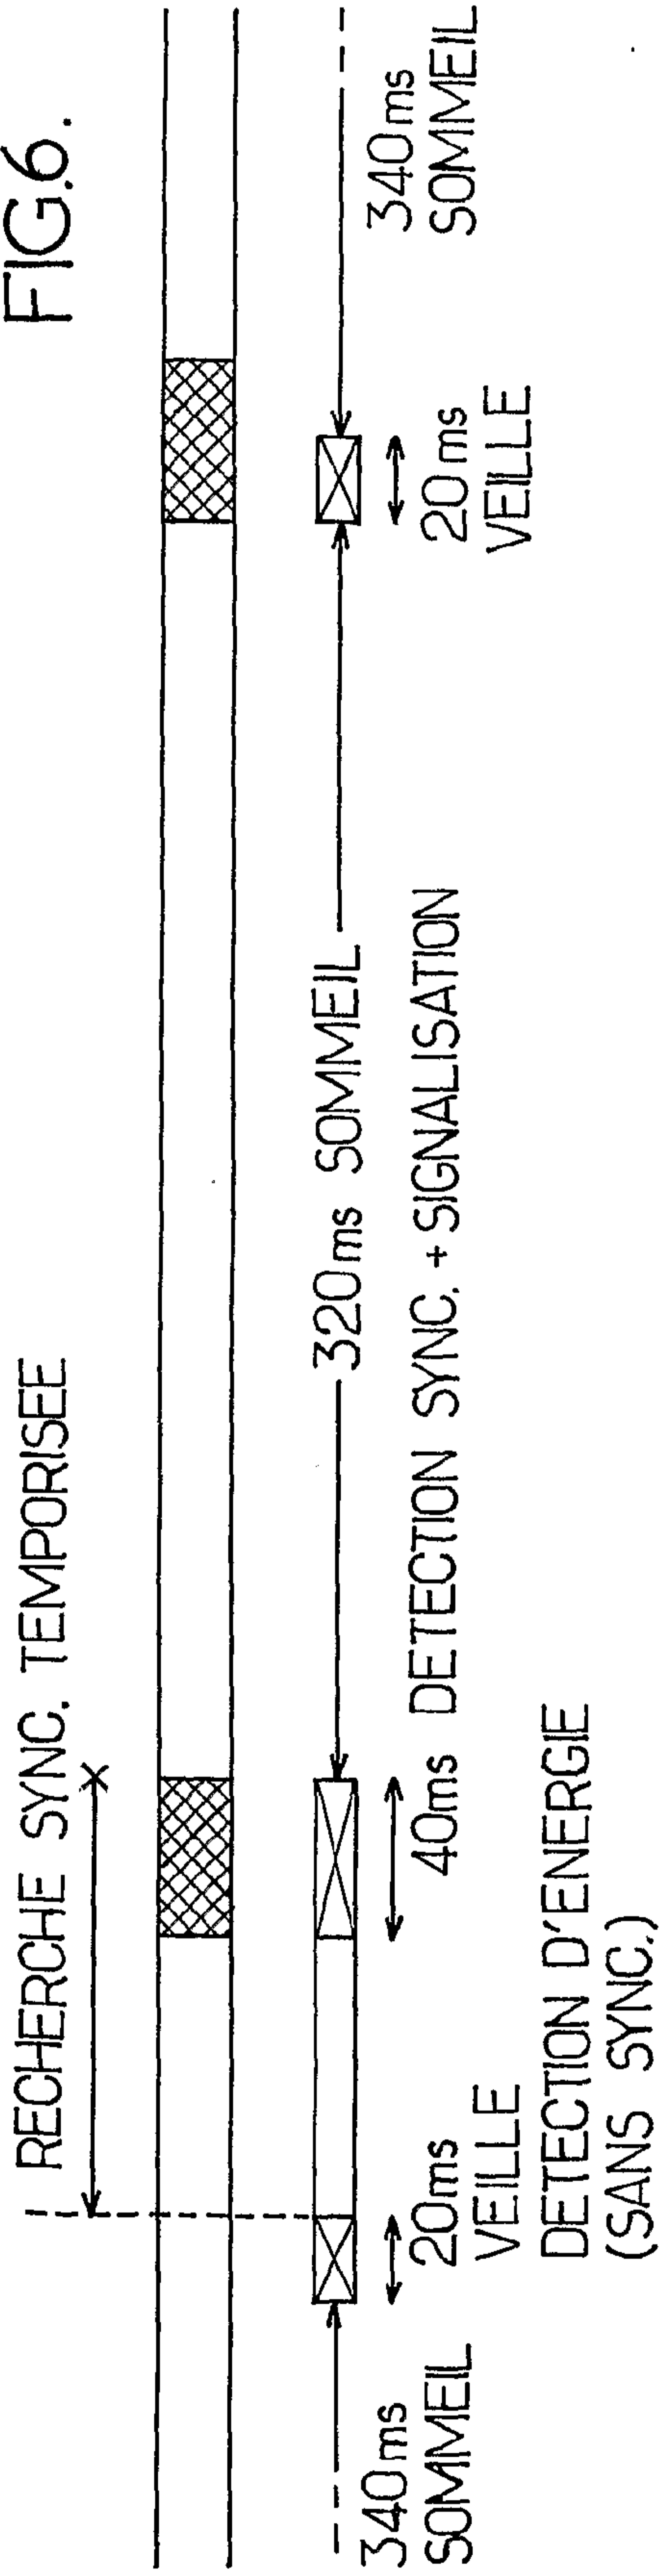 FIG.6.
RECHERCHE SYNC. TEMPORISEE
340ms
SOMMEIL
20ms
VEILLE
DETECTION D'ENERGIE
(SANS SYNC.)
40ms DETECTION SYNC. + SIGNALISATION
320ms SOMMEIL
20ms
VEILLE
340ms
SOMMEIL